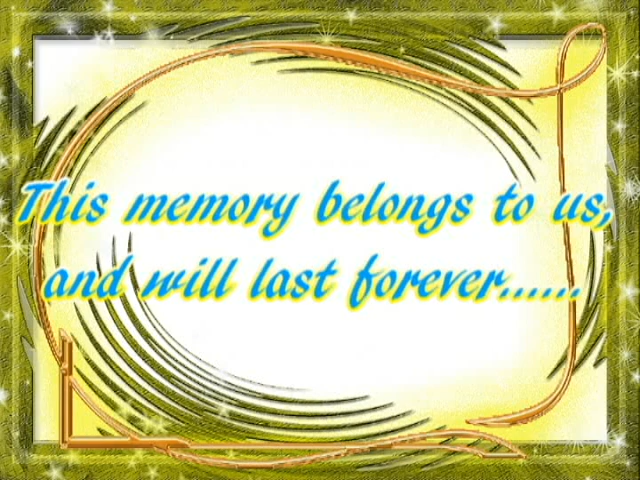 This memory belongs to us,
and will last forever......